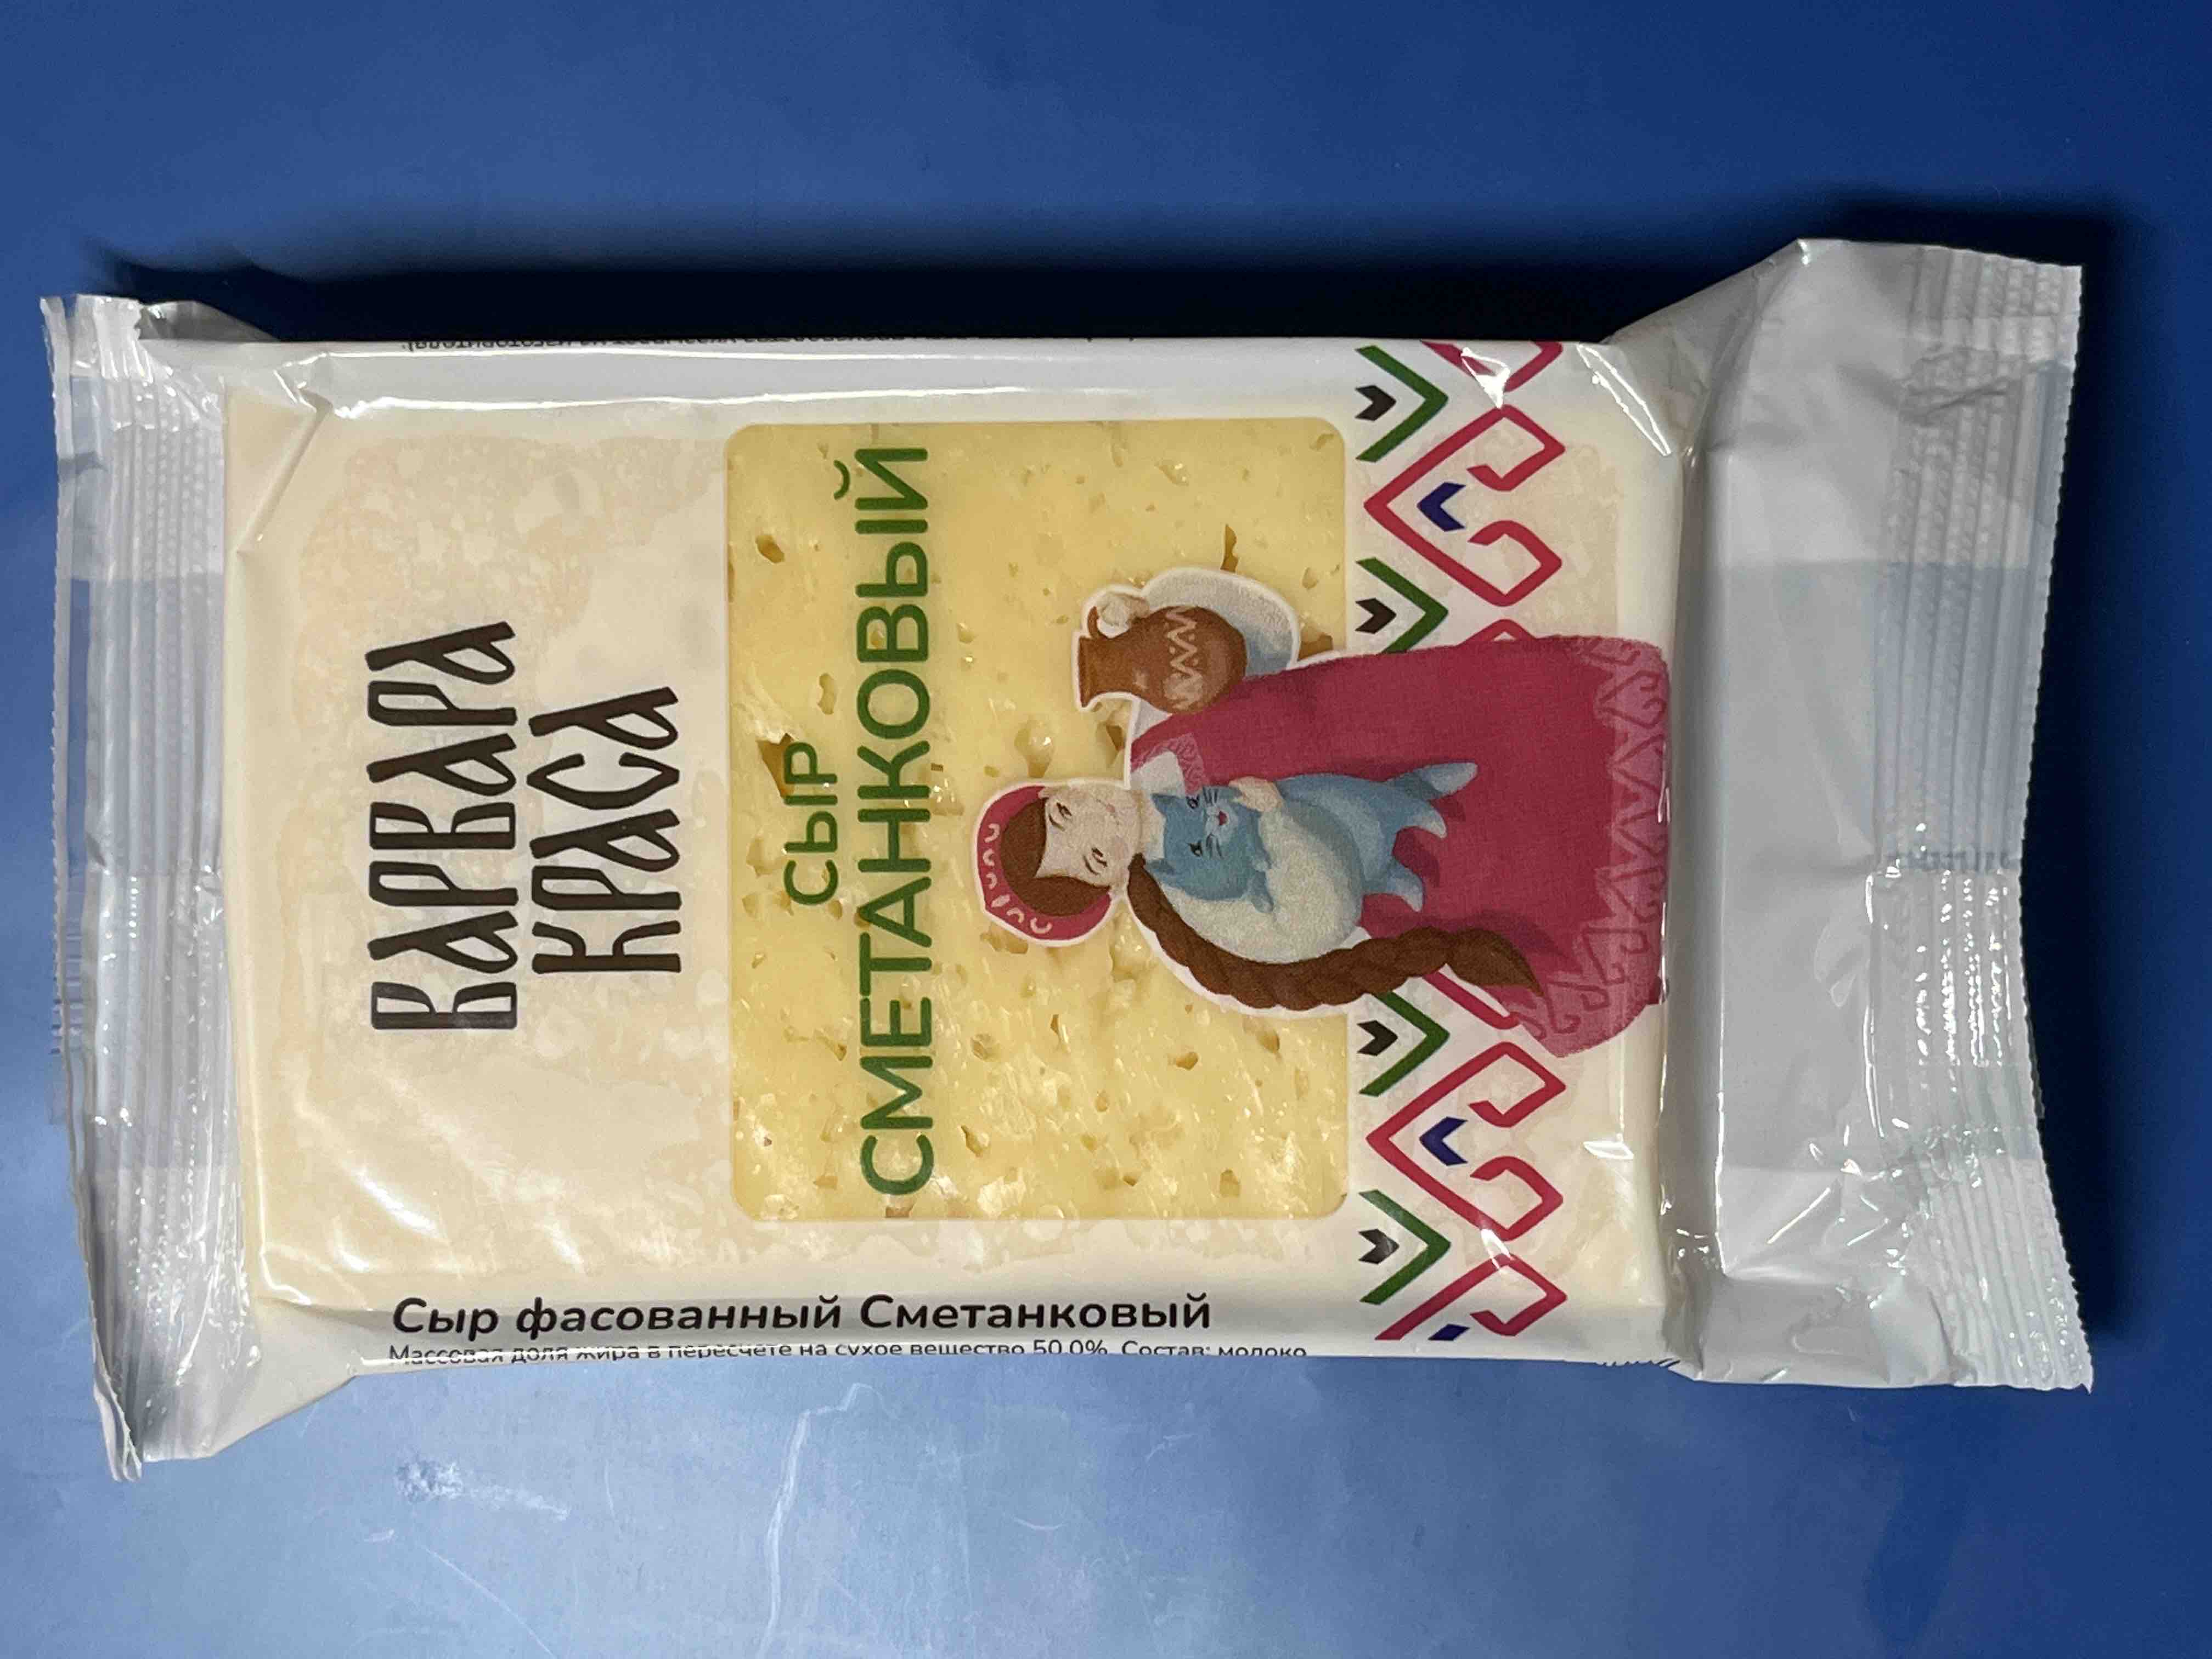 ВАРВАРА
КРАСА
СЫР
СМЕТАНКОВЫЙ
Сыр фасованный Сметанковый
Массовая доля жира в пересчете на сухое вещество 50,0%. Состав: молоко